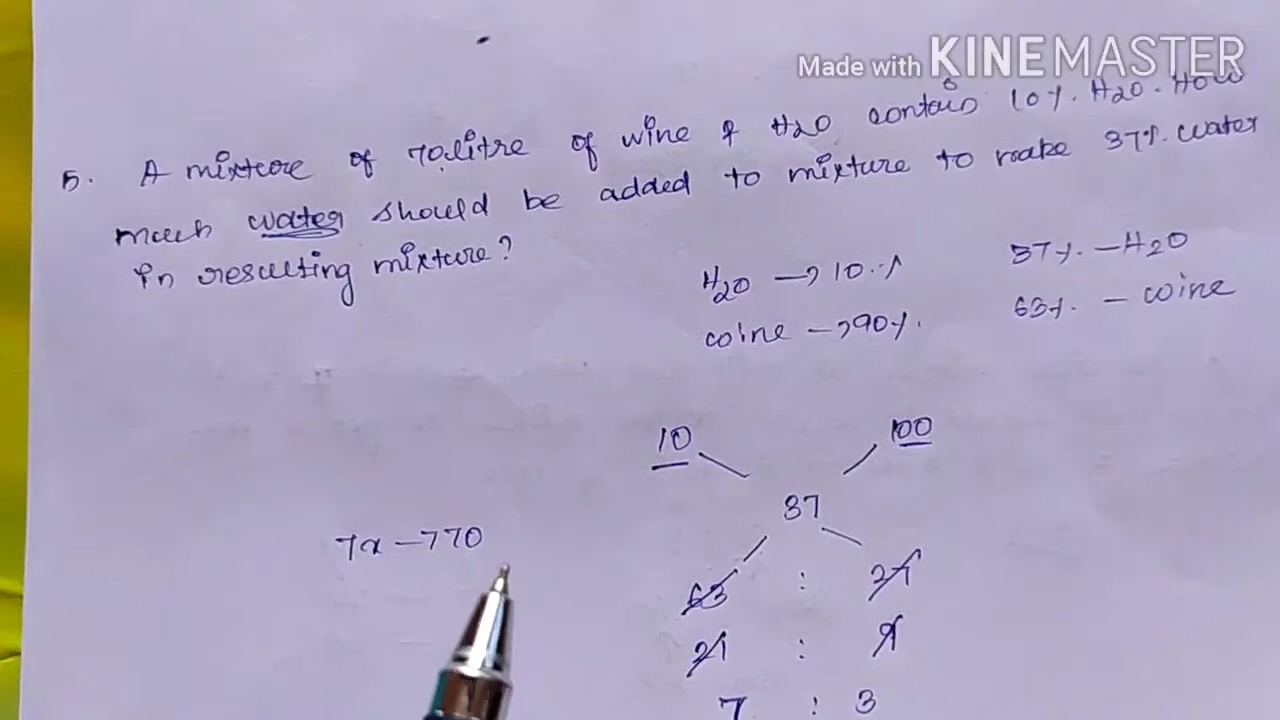 Made with KINEMASTER
5. A mixture of 70 litre of wine & H2O contais 10%. H2O. How
much water should be added to mixture to make 37% water
in resulting mixture?
H2O → 10%
37% - H2O
wine → 90%.
63% - wine
10 100
37
7x → 70
63 : 27
21 : 9
7 : 3